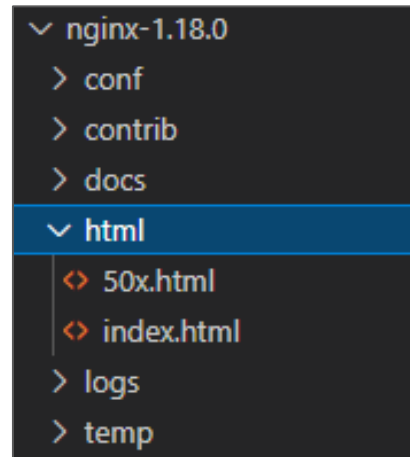 nginx-1.18.0
conf
contrib
docs
html
50x.html
index.html
logs
temp